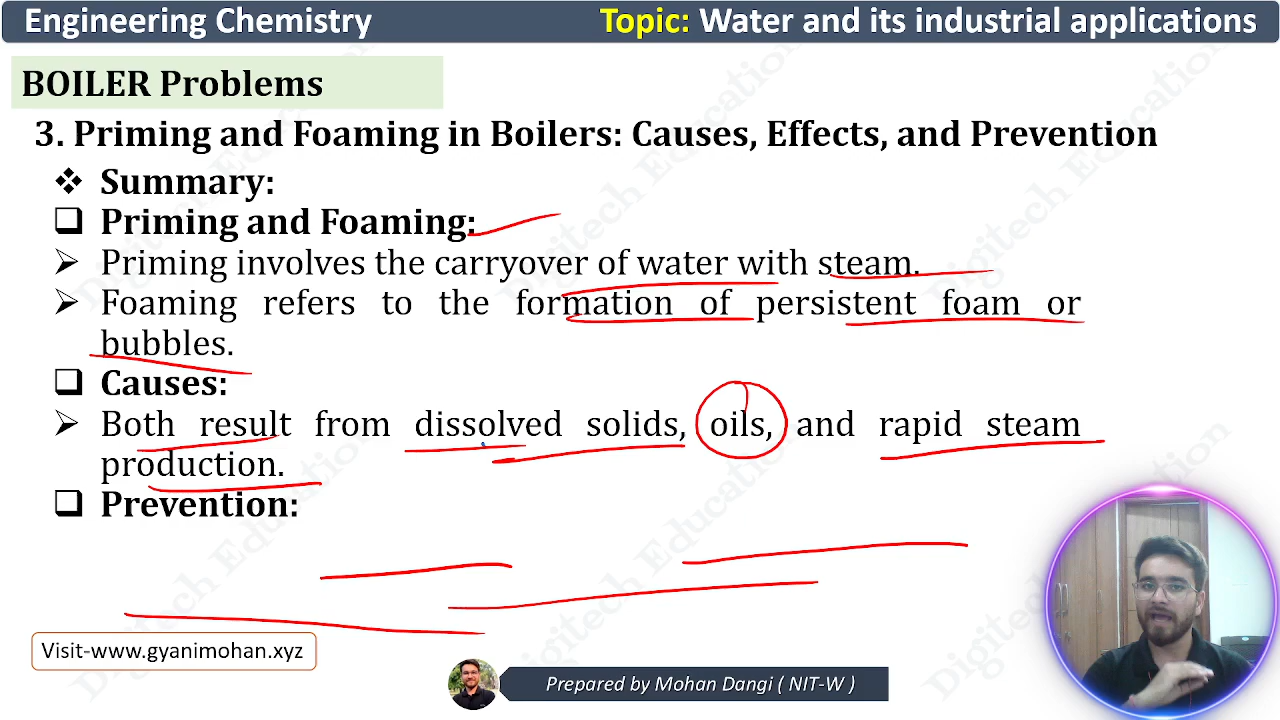 Engineering Chemistry
Topic: Water and its industrial applications
BOILER Problems
3. Priming and Foaming in Boilers: Causes, Effects, and Prevention
❖ Summary:
❑ Priming and Foaming:
➢ Priming involves the carryover of water with steam.
➢ Foaming refers to the formation of persistent foam or
bubbles.
❑ Causes:
➢ Both result from dissolved solids, oils, and rapid steam
production.
❑ Prevention:
Visit-www.gyanimohan.xyz
Prepared by Mohan Dangi ( NIT-W )
Digitech Education